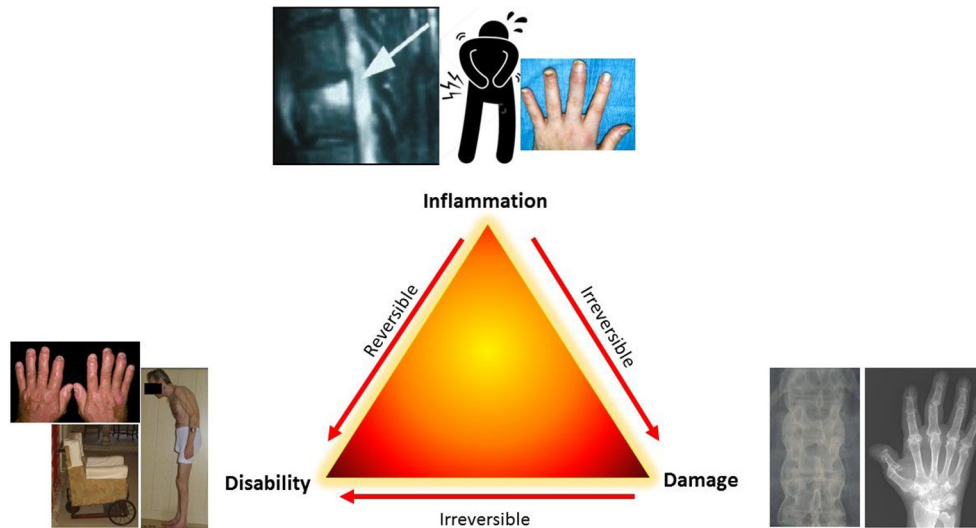 Inflammation
Reversible
Irreversible
Disability
Damage
Irreversible